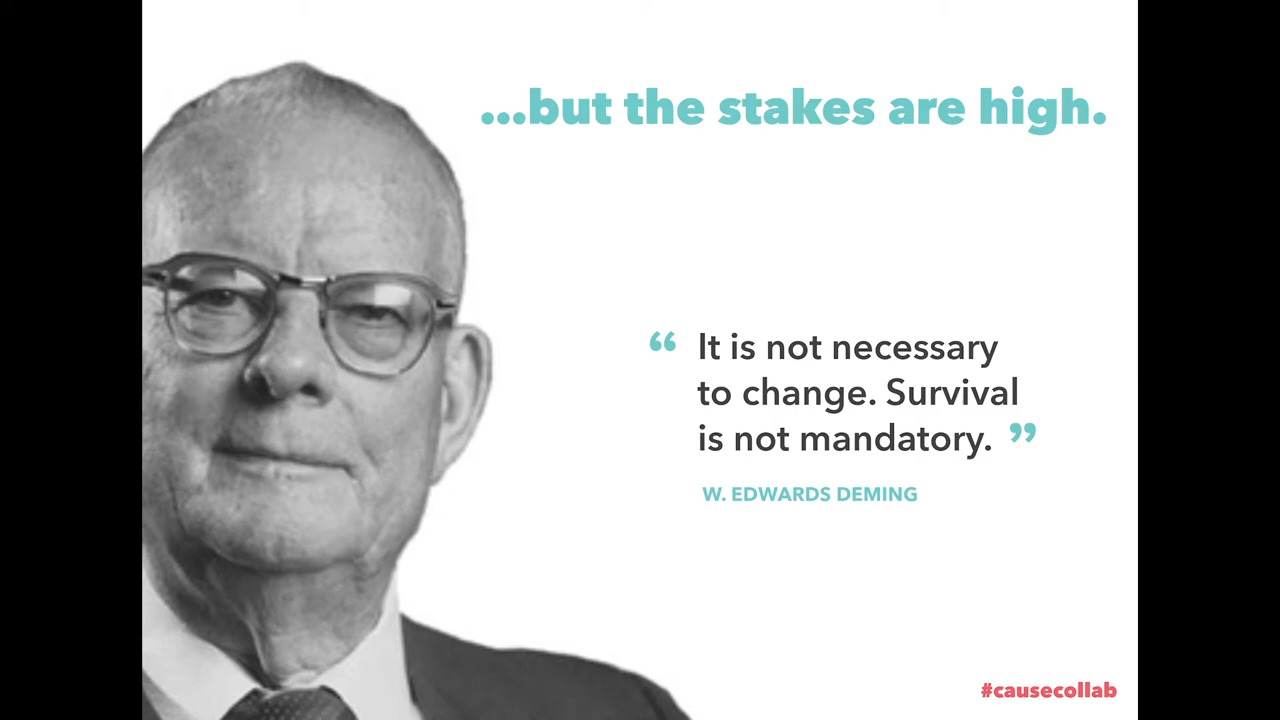 ...but the stakes are high.
“ It is not necessary
to change. Survival
is not mandatory. ”
W. EDWARDS DEMING
#causecollab